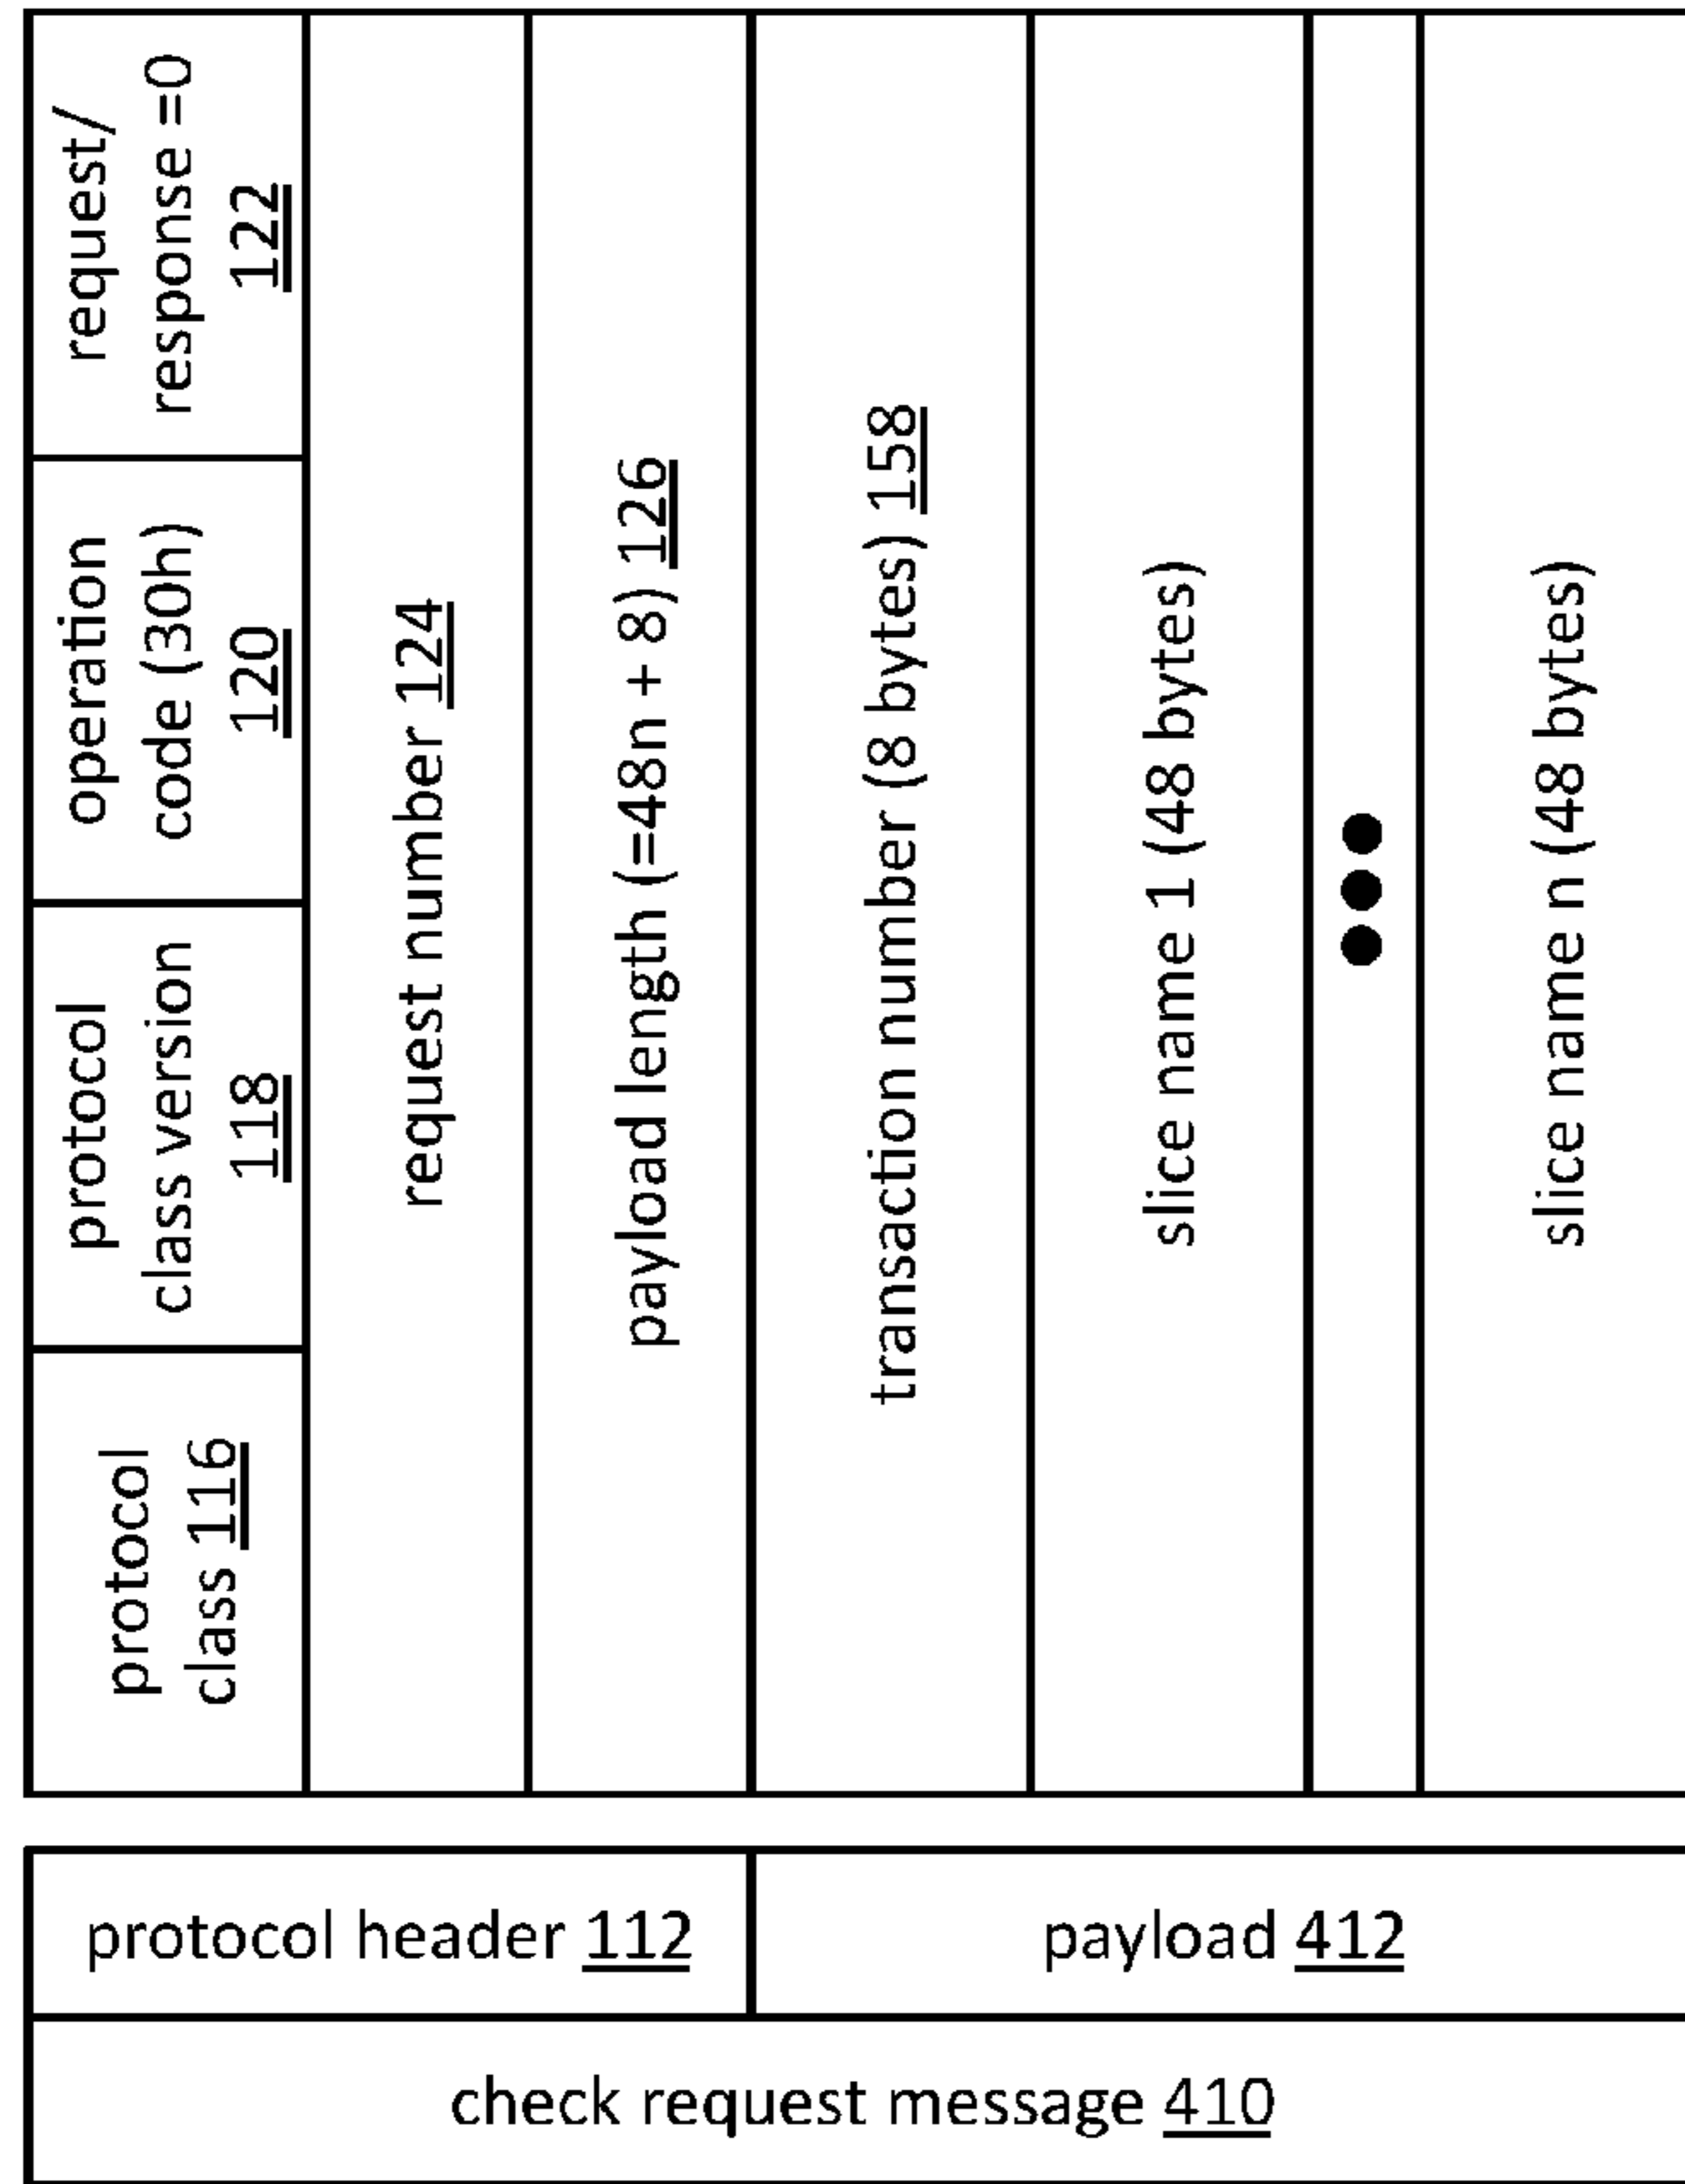 protocol
class 116
protocol
class version
118
operation
code (30h)
120
request/
response =0
122
request number 124
payload length (=48n + 8) 126
transaction number (8 bytes) 158
slice name 1 (48 bytes)
slice name n (48 bytes)
protocol header 112
payload 412
check request message 410